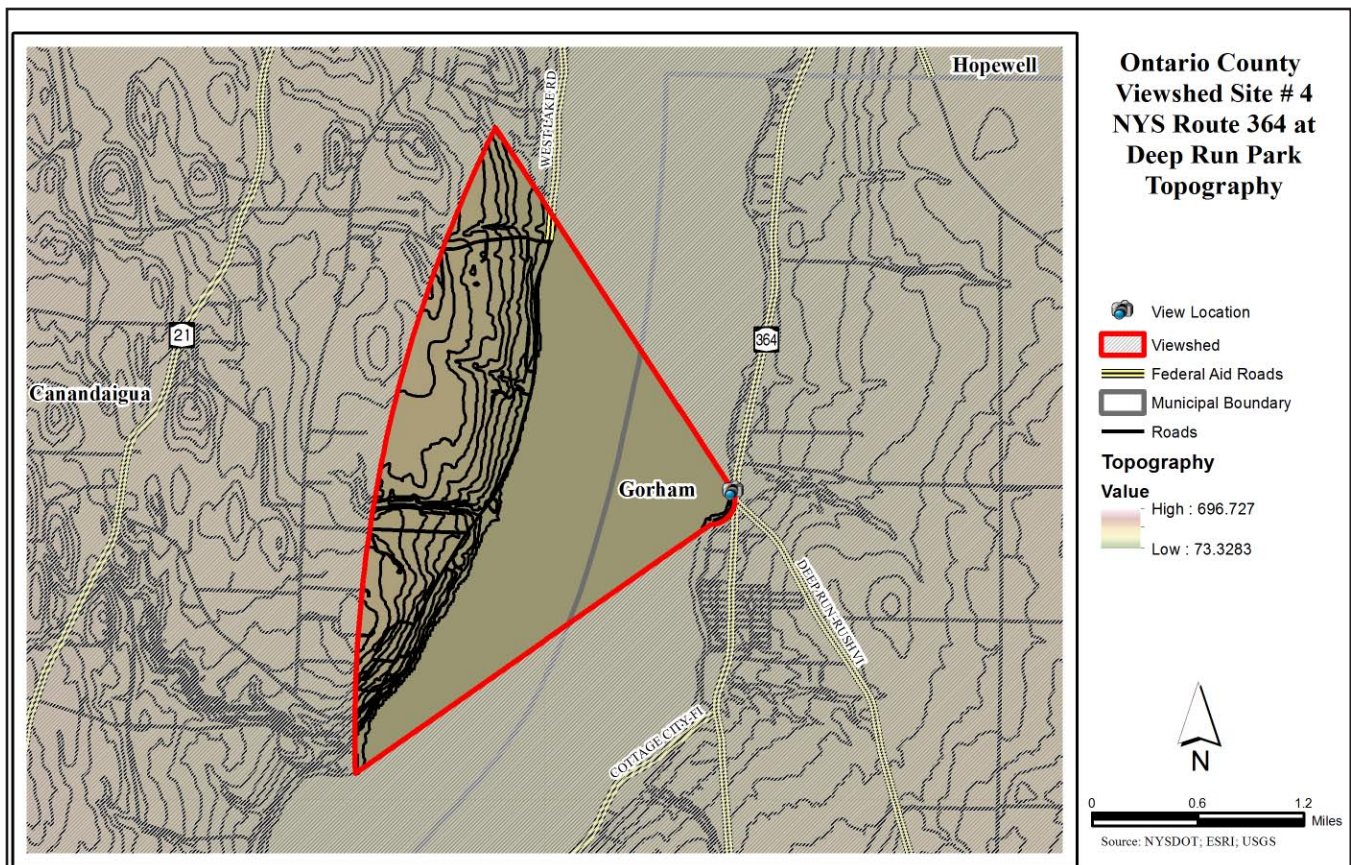 Ontario County
Viewshed Site # 4
NYS Route 364 at
Deep Run Park
Topography
Hopewell
WEST LAKE RD
21
364
Canandaigua
Gorham
DEEP RUN-RUSHVI
COTTAGE CITY-FI
View Location
Viewshed
Federal Aid Roads
Municipal Boundary
Roads
Topography
Value
High : 696.727
Low : 73.3283
N
0 0.6 1.2
Miles
Source: NYSDOT; ESRI; USGS